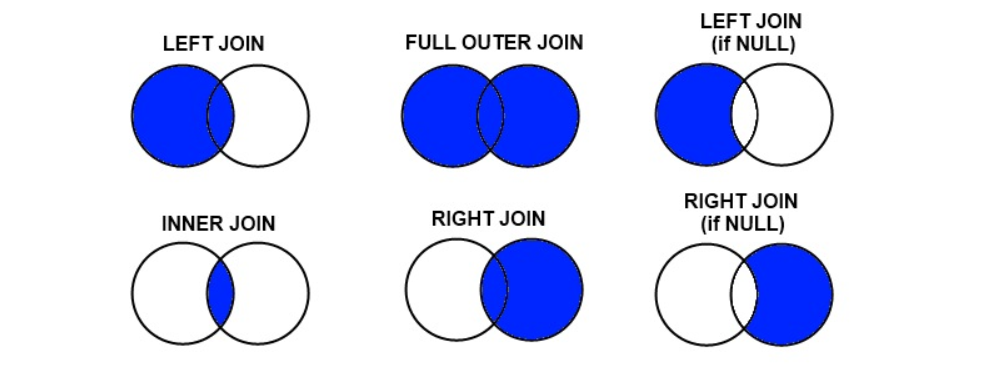 LEFT JOIN
FULL OUTER JOIN
LEFT JOIN
(if NULL)
INNER JOIN
RIGHT JOIN
RIGHT JOIN
(if NULL)